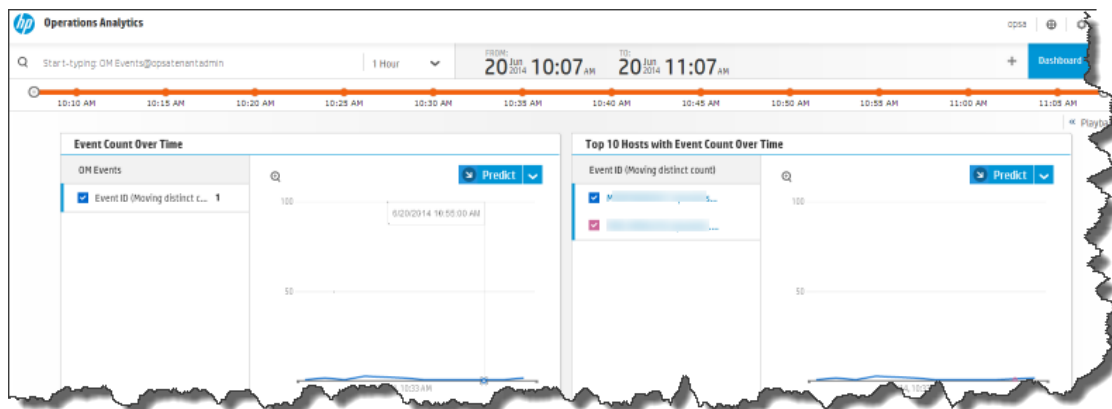 hp Operations Analytics
opsa
Start-typing: OM Events@opsatenantadmin
1 Hour
FROM:
20 Jun 2014 10:07 AM
TO:
20 Jun 2014 11:07 AM
+
Dashboard
10:10 AM 10:15 AM 10:20 AM 10:25 AM 10:30 AM 10:35 AM 10:40 AM 10:45 AM 10:50 AM 10:55 AM 11:00 AM 11:05 AM
«
Event Count Over Time
OM Events
Event ID (Moving distinct c... 1
Predict
100
6/20/2014 10:55:00 AM
50
10:33 AM
Top 10 Hosts with Event Count Over Time
Event ID (Moving distinct count)
Predict
100
50